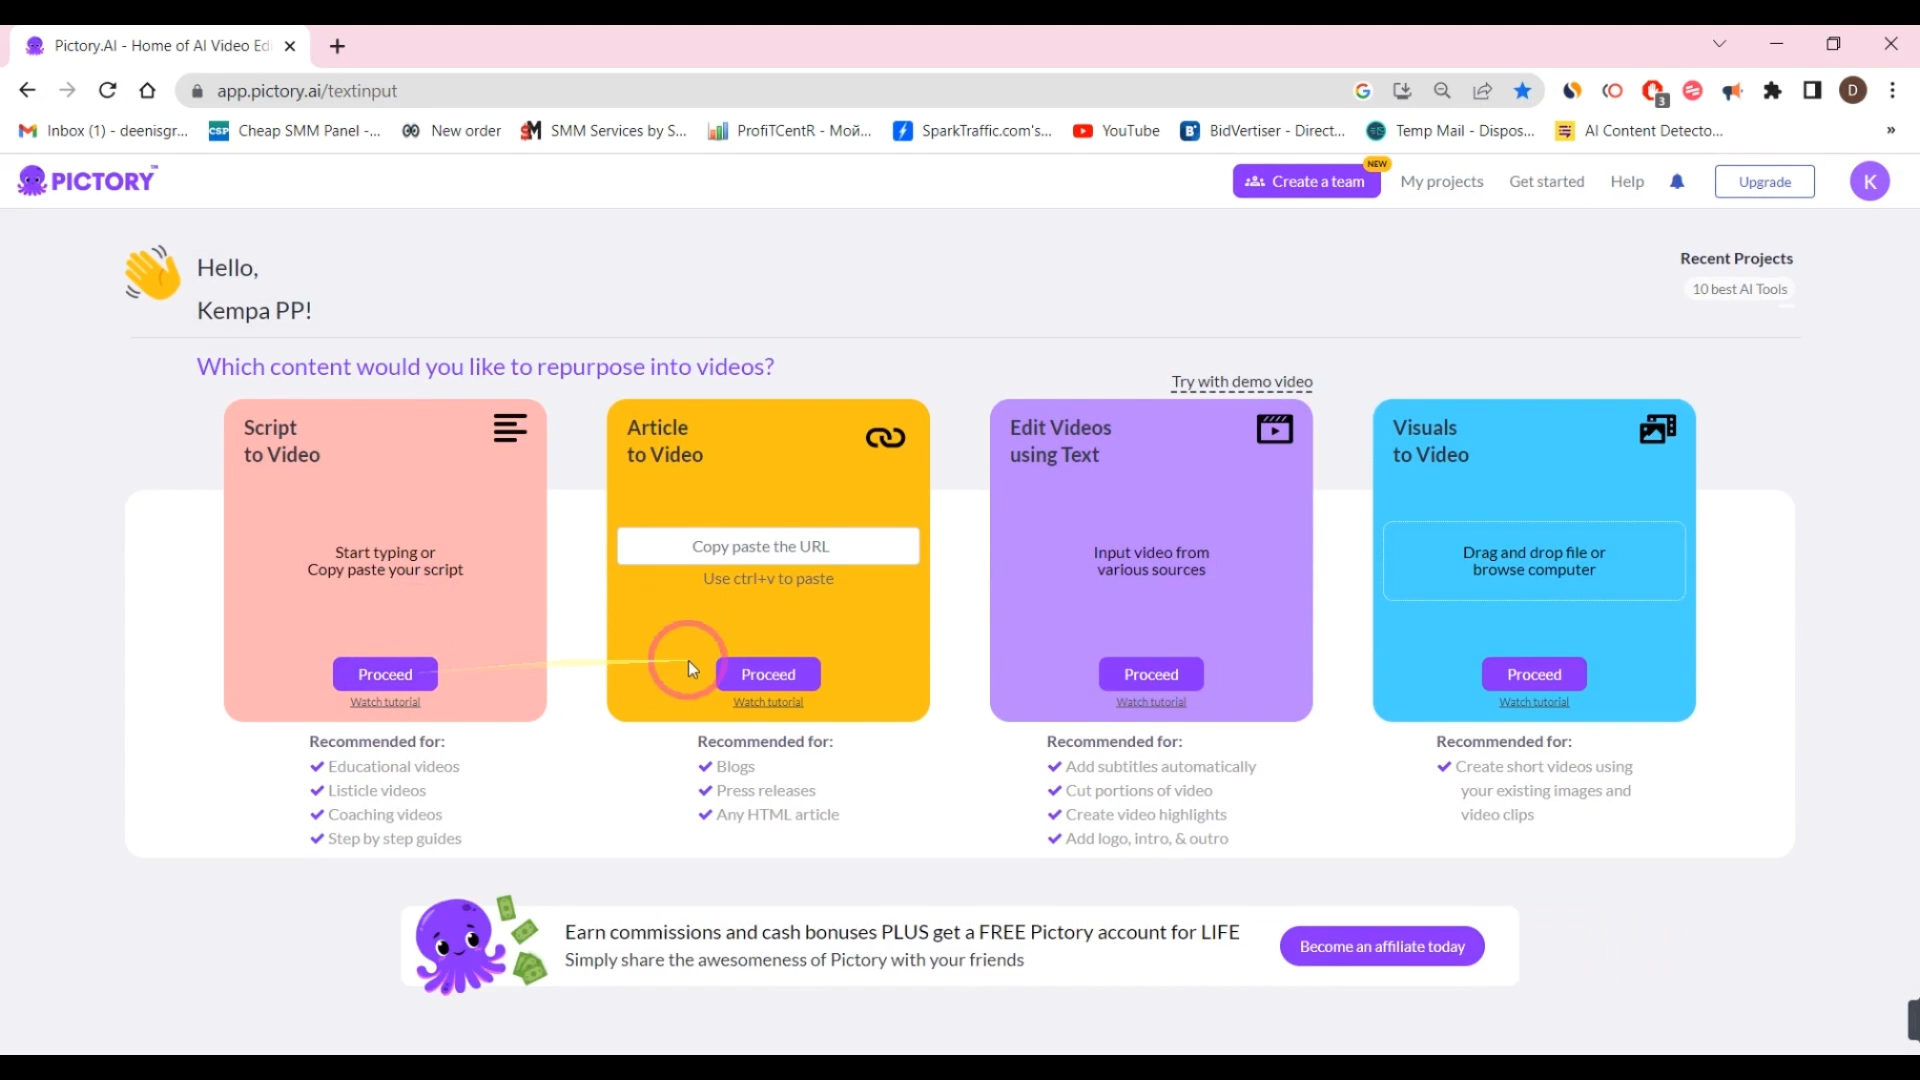 Pictory.AI - Home of AI Video Edi
app.pictory.ai/textinput
3
D
Inbox (1) - deenisgr...
CSP
Cheap SMM Panel -...
New order
SMM Services by S...
ProfiTCentR - Мой...
SparkTraffic.com's...
YouTube
BidVertiser - Direct...
Temp Mail - Dispos...
AI Content Detecto...
»
PICTORY™
Create a team
NEW
My projects
Get started
Help
Upgrade
K
Hello,
Kempa PP!
Recent Projects
10 best AI Tools
Which content would you like to repurpose into videos?
Try with demo video
Script
to Video
Start typing or
Copy paste your script
Proceed
Watch tutorial
Recommended for:
Educational videos
Listicle videos
Coaching videos
Step by step guides
Article
to Video
Copy paste the URL
Use ctrl+v to paste
Proceed
Watch tutorial
Recommended for:
Blogs
Press releases
Any HTML article
Edit Videos
using Text
Input video from
various sources
Proceed
Watch tutorial
Recommended for:
Add subtitles automatically
Cut portions of video
Create video highlights
Add logo, intro, & outro
Visuals
to Video
Drag and drop file or
browse computer
Proceed
Watch tutorial
Recommended for:
Create short videos using
your existing images and
video clips
Earn commissions and cash bonuses PLUS get a FREE Pictory account for LIFE
Simply share the awesomeness of Pictory with your friends
Become an affiliate today